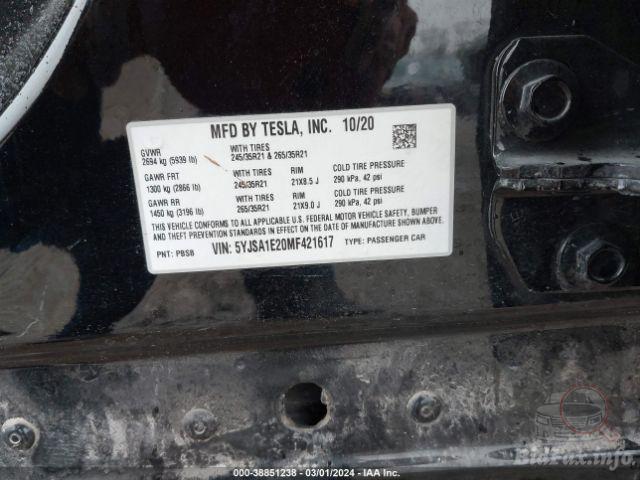 MFD BY TESLA, INC. 10/20
GVWR
2694 kg (5939 lb)
WITH TIRES
245/35R21 & 265/35R21
GAWR FRT
1300 kg (2866 lb)
WITH TIRES
245/35R21
RIM
21X8.5 J
COLD TIRE PRESSURE
290 kPa, 42 psi
GAWR RR
1450 kg (3196 lb)
WITH TIRES
265/35R21
RIM
21X9.0 J
COLD TIRE PRESSURE
290 kPa, 42 psi
THIS VEHICLE CONFORMS TO ALL APPLICABLE U.S. FEDERAL MOTOR VEHICLE SAFETY, BUMPER
AND THEFT PREVENTION STANDARDS IN EFFECT ON THE DATE OF MANUFACTURE SHOWN ABOVE.
PNT: PBSB VIN: 5YJSA1E20MF421617 TYPE: PASSENGER CAR
000 - 38851238 - 03/01/2024 - IAA Inc.
BidFax.info